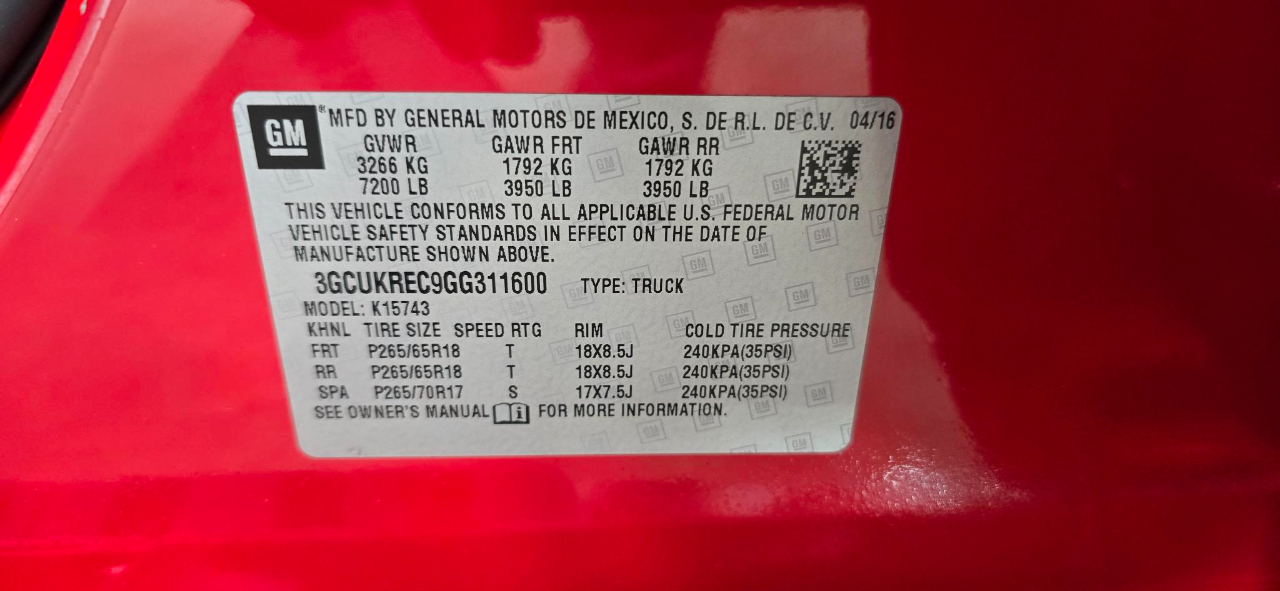 GM ® MFD BY GENERAL MOTORS DE MEXICO, S. DE R.L. DE C.V. 04/16
GVWR GAWR FRT GAWR RR
3266 KG 1792 KG 1792 KG
7200 LB 3950 LB 3950 LB
THIS VEHICLE CONFORMS TO ALL APPLICABLE U.S. FEDERAL MOTOR
VEHICLE SAFETY STANDARDS IN EFFECT ON THE DATE OF
MANUFACTURE SHOWN ABOVE.
3GCUKREC9GG311600 TYPE: TRUCK
MODEL: K15743
KHNL TIRE SIZE SPEED RTG RIM COLD TIRE PRESSURE
FRT P265/65R18 T 18X8.5J 240KPA(35PSI)
RR P265/65R18 T 18X8.5J 240KPA(35PSI)
SPA P265/70R17 S 17X7.5J 240KPA(35PSI)
SEE OWNER'S MANUAL i FOR MORE INFORMATION.